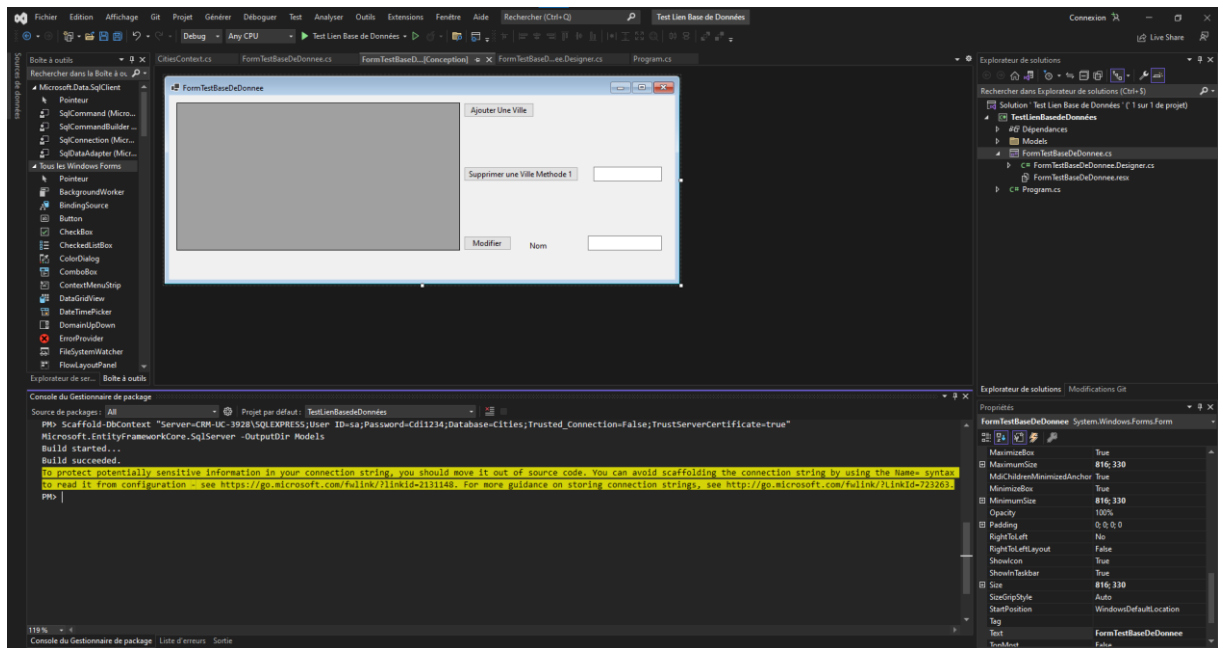 Fichier Edition Affichage Git Projet Générer Déboguer Test Analyser Outils Extensions Fenêtre Aide Rechercher (Ctrl+Q) Test Lien Base de Données Connexion
Debug Any CPU Test Lien Base de Données Live Share
Sources de données
Boîte à outils
Rechercher dans la Boîte à ou
Microsoft.Data.SqlClient
Pointeur
SqlCommand (Micro...
SqlCommandBuilder ...
SqlConnection (Micr...
SqlDataAdapter (Micr...
Tous les Windows Forms
Pointeur
BackgroundWorker
BindingSource
Button
CheckBox
CheckedListBox
ColorDialog
ComboBox
ContextMenuStrip
DataGridView
DateTimePicker
DomainUpDown
ErrorProvider
FileSystemWatcher
FlowLayoutPanel
Explorateur de ser... Boîte à outils
CitiesContext.cs FormTestBaseDeDonnee.cs FormTestBaseD...[Conception] FormTestBaseD...ee.Designer.cs Program.cs
FormTestBaseDeDonnee
Ajouter Une Ville
Supprimer une Ville Methode 1
Modifier Nom
Explorateur de solutions
Rechercher dans Explorateur de solutions (Ctrl+$)
Solution ' Test Lien Base de Données ' (' 1 sur 1 de projet)
TestLienBasedeDonnées
Dépendances
Models
FormTestBaseDeDonnee.cs
C# FormTestBaseDeDonnee.Designer.cs
FormTestBaseDeDonnee.resx
C# Program.cs
Explorateur de solutions Modifications Git
Console du Gestionnaire de package
Source de packages : All Projet par défaut : TestLienBasedeDonnées
PM> Scaffold-DbContext "Server=CRM-UC-3928\SQLEXPRESS;User ID=sa;Password=Cdi1234;Database=Cities;Trusted_Connection=False;TrustServerCertificate=true"
Microsoft.EntityFrameworkCore.SqlServer -OutputDir Models
Build started...
Build succeeded.
To protect potentially sensitive information in your connection string, you should move it out of source code. You can avoid scaffolding the connection string by using the Name= syntax
to read it from configuration - see https://go.microsoft.com/fwlink/?linkid=2131148. For more guidance on storing connection strings, see http://go.microsoft.com/fwlink/?LinkId=723263.
PM>
119 %
Console du Gestionnaire de package Liste d'erreurs Sortie
Propriétés
FormTestBaseDeDonnee System.Windows.Forms.Form
MaximizeBox True
MaximumSize 816; 330
MdiChildrenMinimizedAnchor True
MinimizeBox True
MinimumSize 816; 330
Opacity 100%
Padding 0; 0; 0; 0
RightToLeft No
RightToLeftLayout False
ShowIcon True
ShowInTaskbar True
Size 816; 330
SizeGripStyle Auto
StartPosition WindowsDefaultLocation
Tag
Text FormTestBaseDeDonnee
TopMost False